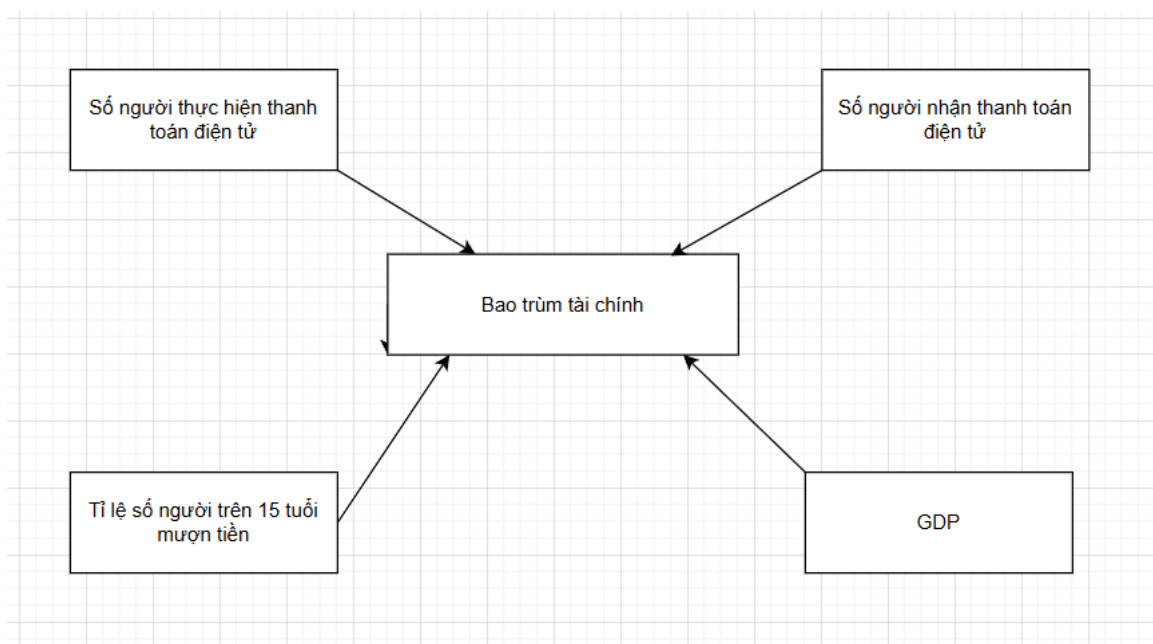 Số người thực hiện thanh
toán điện tử
Số người nhận thanh toán
điện tử
Bao trùm tài chính
Tỉ lệ số người trên 15 tuổi
mượn tiền
GDP